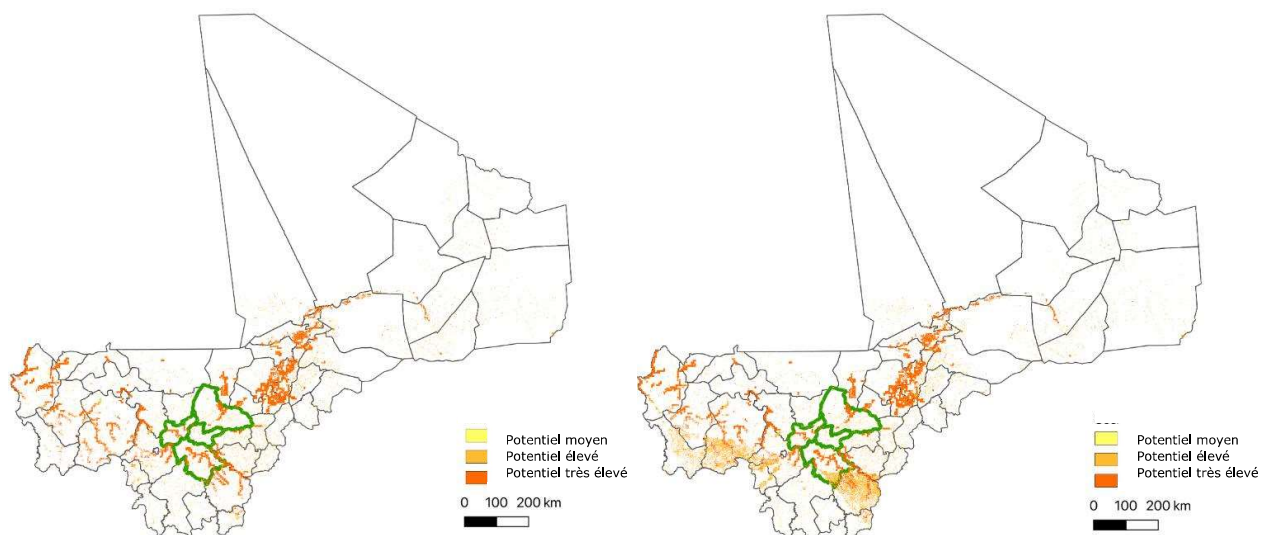 Potentiel moyen
Potentiel élevé
Potentiel très élevé
0 100 200 km
Potentiel moyen
Potentiel élevé
Potentiel très élevé
0 100 200 km